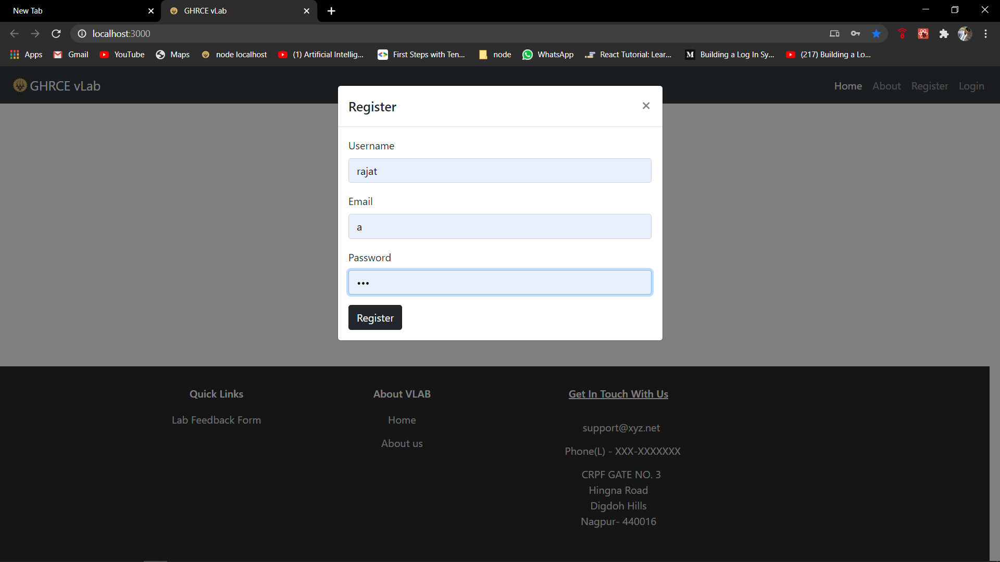 New Tab
GHRCE vLab
localhost:3000
Apps
Gmail
YouTube
Maps
node localhost
(1) Artificial Intellig...
First Steps with Ten...
node
WhatsApp
React Tutorial: Lear...
M
Building a Log In Sy...
(217) Building a Lo...
GHRCE vLab
Home
About
Register
Login
Register
Username
rajat
Email
a
Password
Register
Quick Links
Lab Feedback Form
About VLAB
Home
About us
Get In Touch With Us
support@xyz.net
Phone(L) - XXX-XXXXXXX
CRPF GATE NO. 3
Hingna Road
Digdoh Hills
Nagpur- 440016